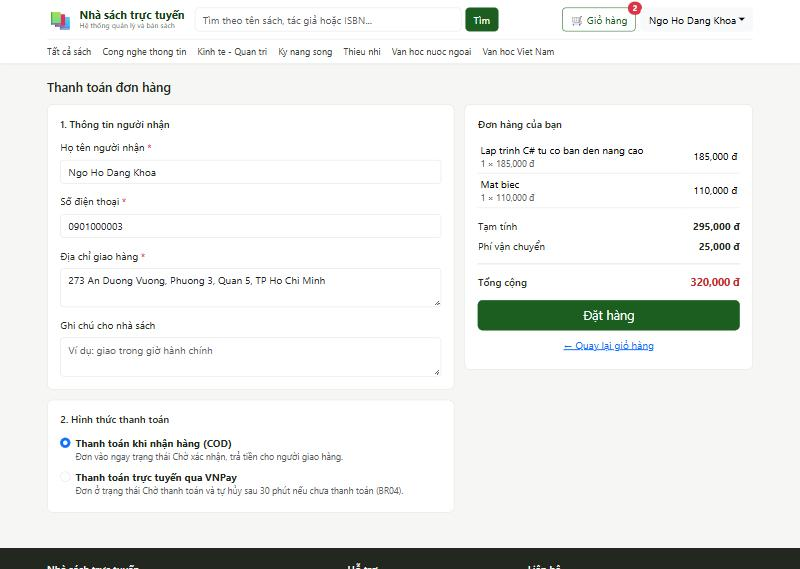 Nhà sách trực tuyến
Hệ thống quản lý và bán sách
Tìm theo tên sách, tác giả hoặc ISBN...
Tìm
Giỏ hàng
2
Ngo Ho Dang Khoa
Tất cả sách Cong nghe thong tin Kinh te - Quan tri Ky nang song Thieu nhi Van hoc nuoc ngoai Van hoc Viet Nam
Thanh toán đơn hàng
1. Thông tin người nhận
Họ tên người nhận *
Ngo Ho Dang Khoa
Số điện thoại *
0901000003
Địa chỉ giao hàng *
273 An Duong Vuong, Phuong 3, Quan 5, TP Ho Chi Minh
Ghi chú cho nhà sách
Ví dụ: giao trong giờ hành chính
2. Hình thức thanh toán
Thanh toán khi nhận hàng (COD)
Đơn vào ngay trạng thái Chờ xác nhận, trả tiền cho người giao hàng.
Thanh toán trực tuyến qua VNPay
Đơn ở trạng thái Chờ thanh toán và tự hủy sau 30 phút nếu chưa thanh toán (BR04).
Đơn hàng của bạn
Lap trinh C# tu co ban den nang cao
1 × 185,000 đ
185,000 đ
Mat biec
1 × 110,000 đ
110,000 đ
Tạm tính 295,000 đ
Phí vận chuyển 25,000 đ
Tổng cộng 320,000 đ
Đặt hàng
← Quay lại giỏ hàng
Nhà sách trực tuyến Hỗ trợ Liên hệ